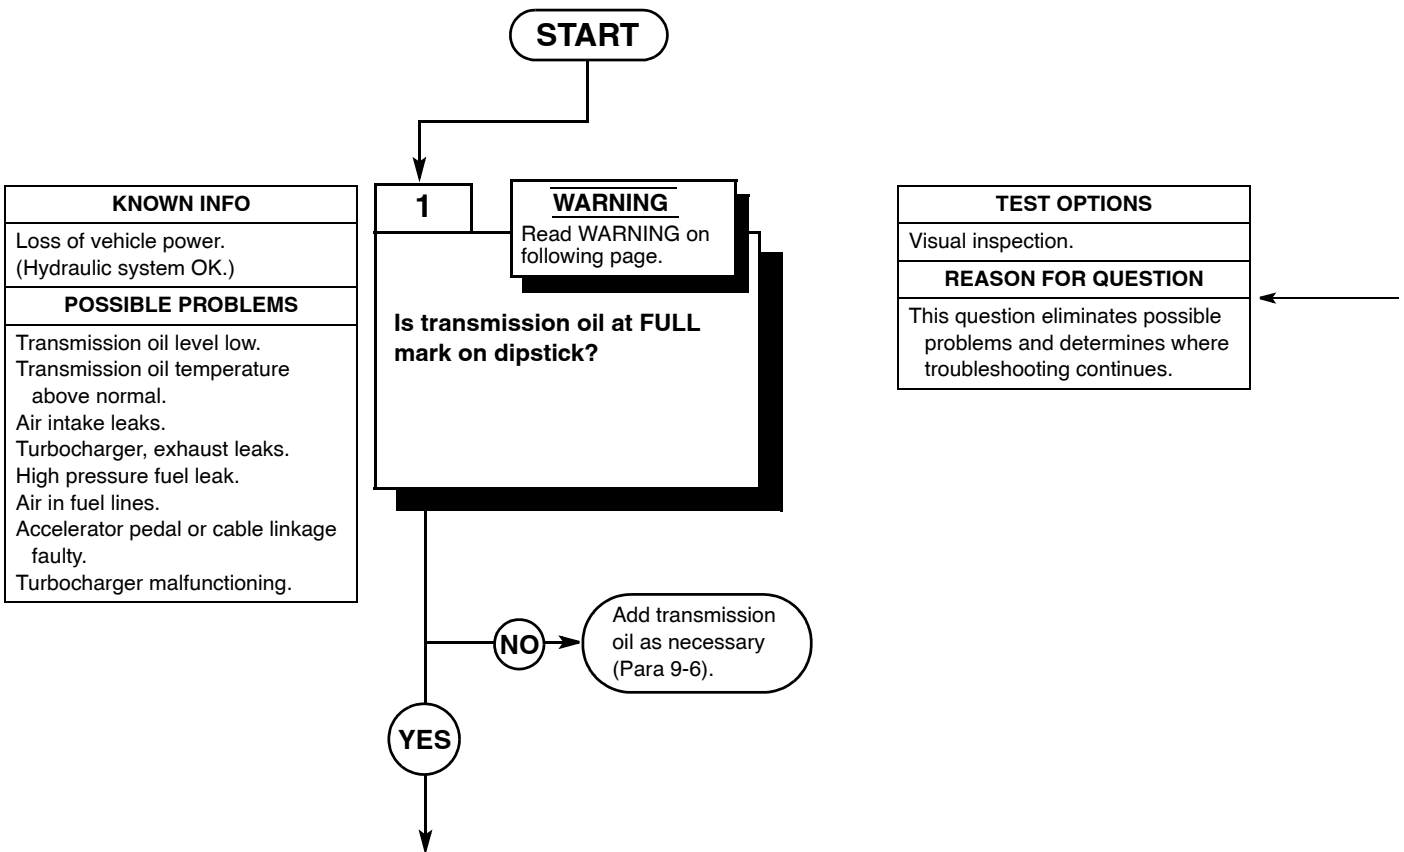 START
KNOWN INFO
Loss of vehicle power.
(Hydraulic system OK.)
POSSIBLE PROBLEMS
Transmission oil level low.
Transmission oil temperature
above normal.
Air intake leaks.
Turbocharger, exhaust leaks.
High pressure fuel leak.
Air in fuel lines.
Accelerator pedal or cable linkage
faulty.
Turbocharger malfunctioning.
1
WARNING
Read WARNING on
following page.
Is transmission oil at FULL
mark on dipstick?
TEST OPTIONS
Visual inspection.
REASON FOR QUESTION
This question eliminates possible
problems and determines where
troubleshooting continues.
NO
Add transmission
oil as necessary
(Para 9-6).
YES